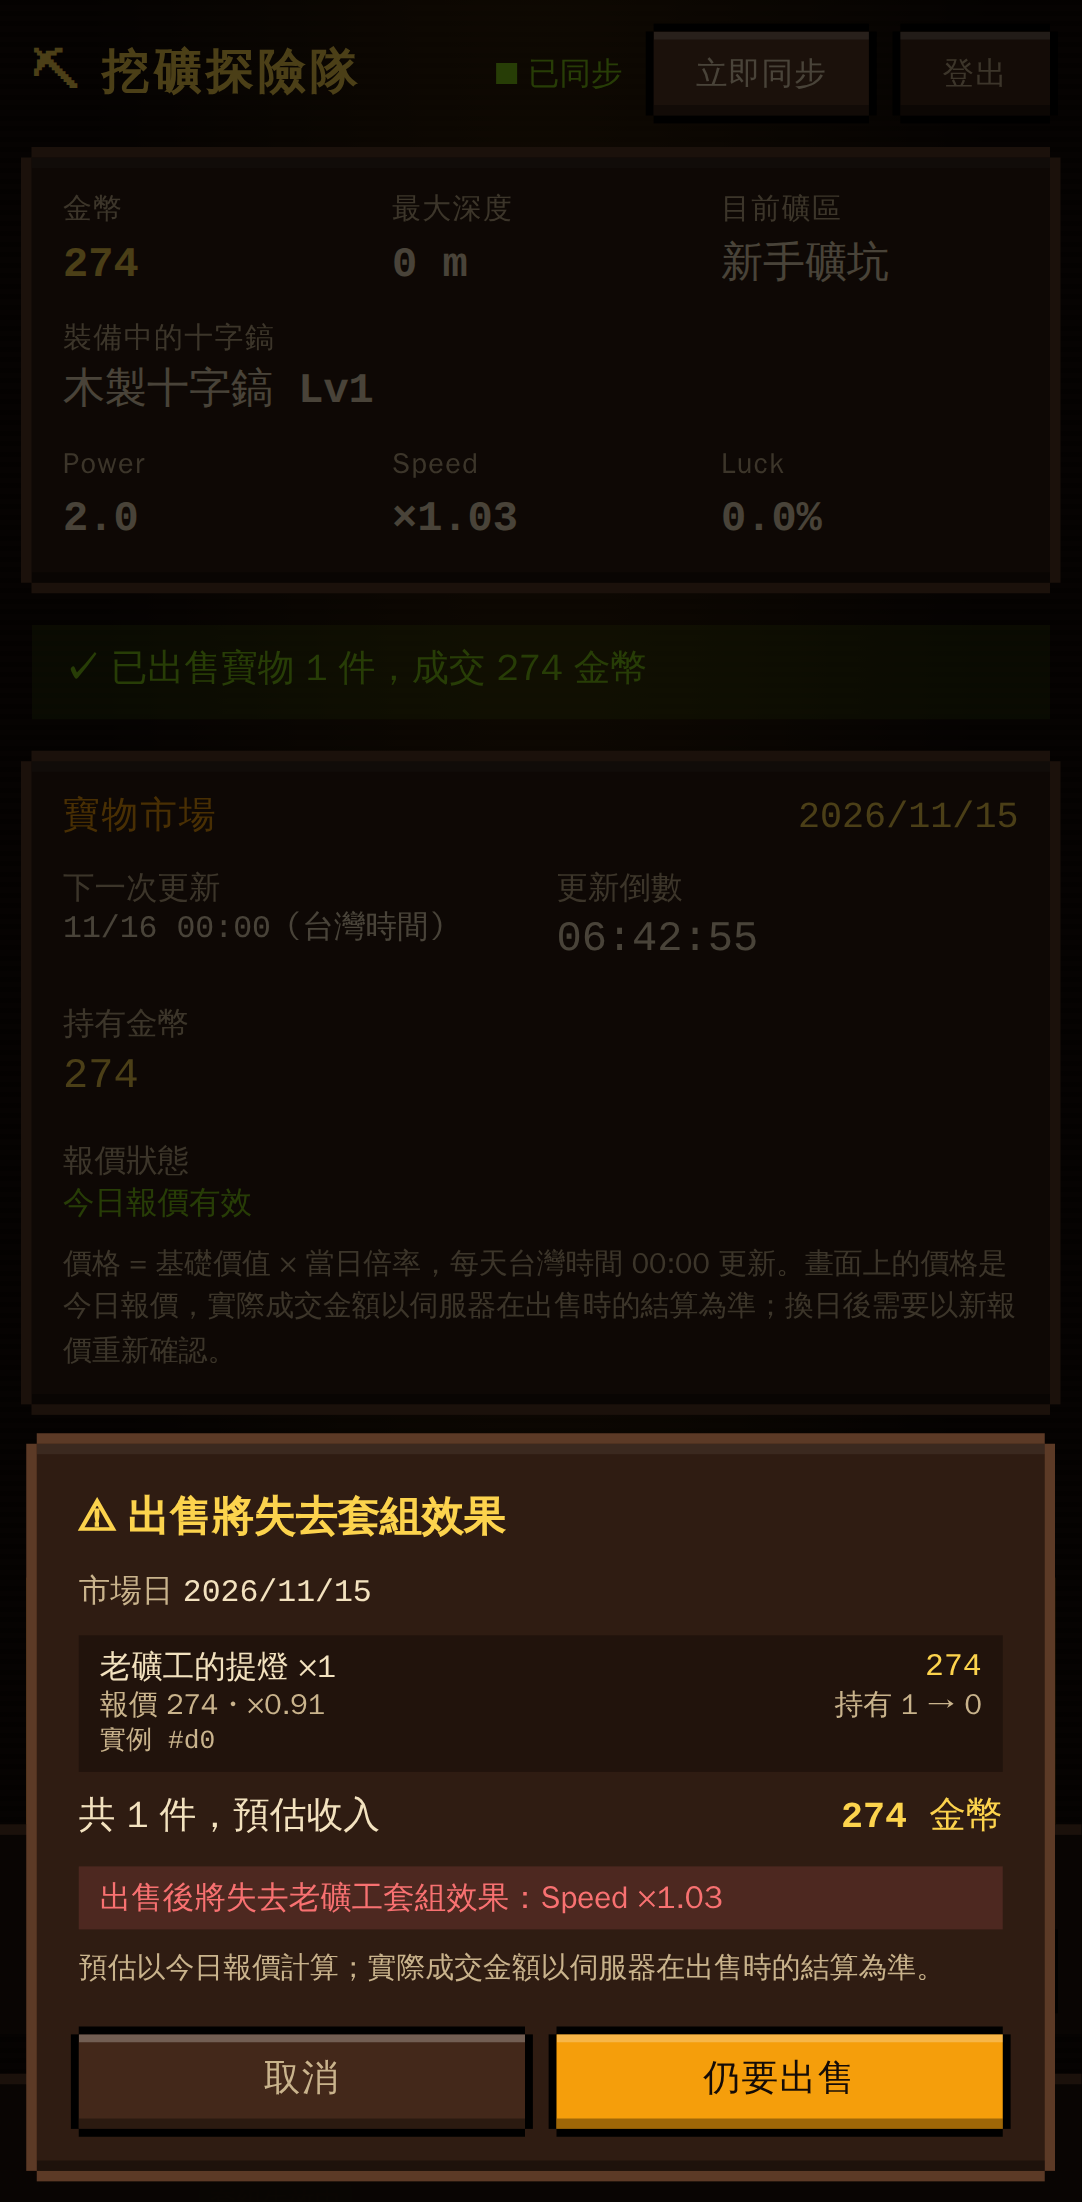 挖礦探險隊
已同步
立即同步
登出
金幣
274
最大深度
0 m
目前礦區
新手礦坑
裝備中的十字鎬
木製十字鎬 Lv1
Power
2.0
Speed
×1.03
Luck
0.0%
✓ 已出售寶物 1 件，成交 274 金幣
寶物市場
2026/11/15
下一次更新
11/16 00:00（台灣時間）
更新倒數
06:42:55
持有金幣
274
報價狀態
今日報價有效
價格 = 基礎價值 × 當日倍率，每天台灣時間 00:00 更新。畫面上的價格是
今日報價，實際成交金額以伺服器在出售時的結算為準；換日後需要以新報
價重新確認。
⚠ 出售將失去套組效果
市場日 2026/11/15
老礦工的提燈 ×1
274
報價 274・×0.91
持有 1 → 0
實例 #d0
共 1 件，預估收入
274 金幣
出售後將失去老礦工套組效果：Speed ×1.03
預估以今日報價計算；實際成交金額以伺服器在出售時的結算為準。
取消
仍要出售